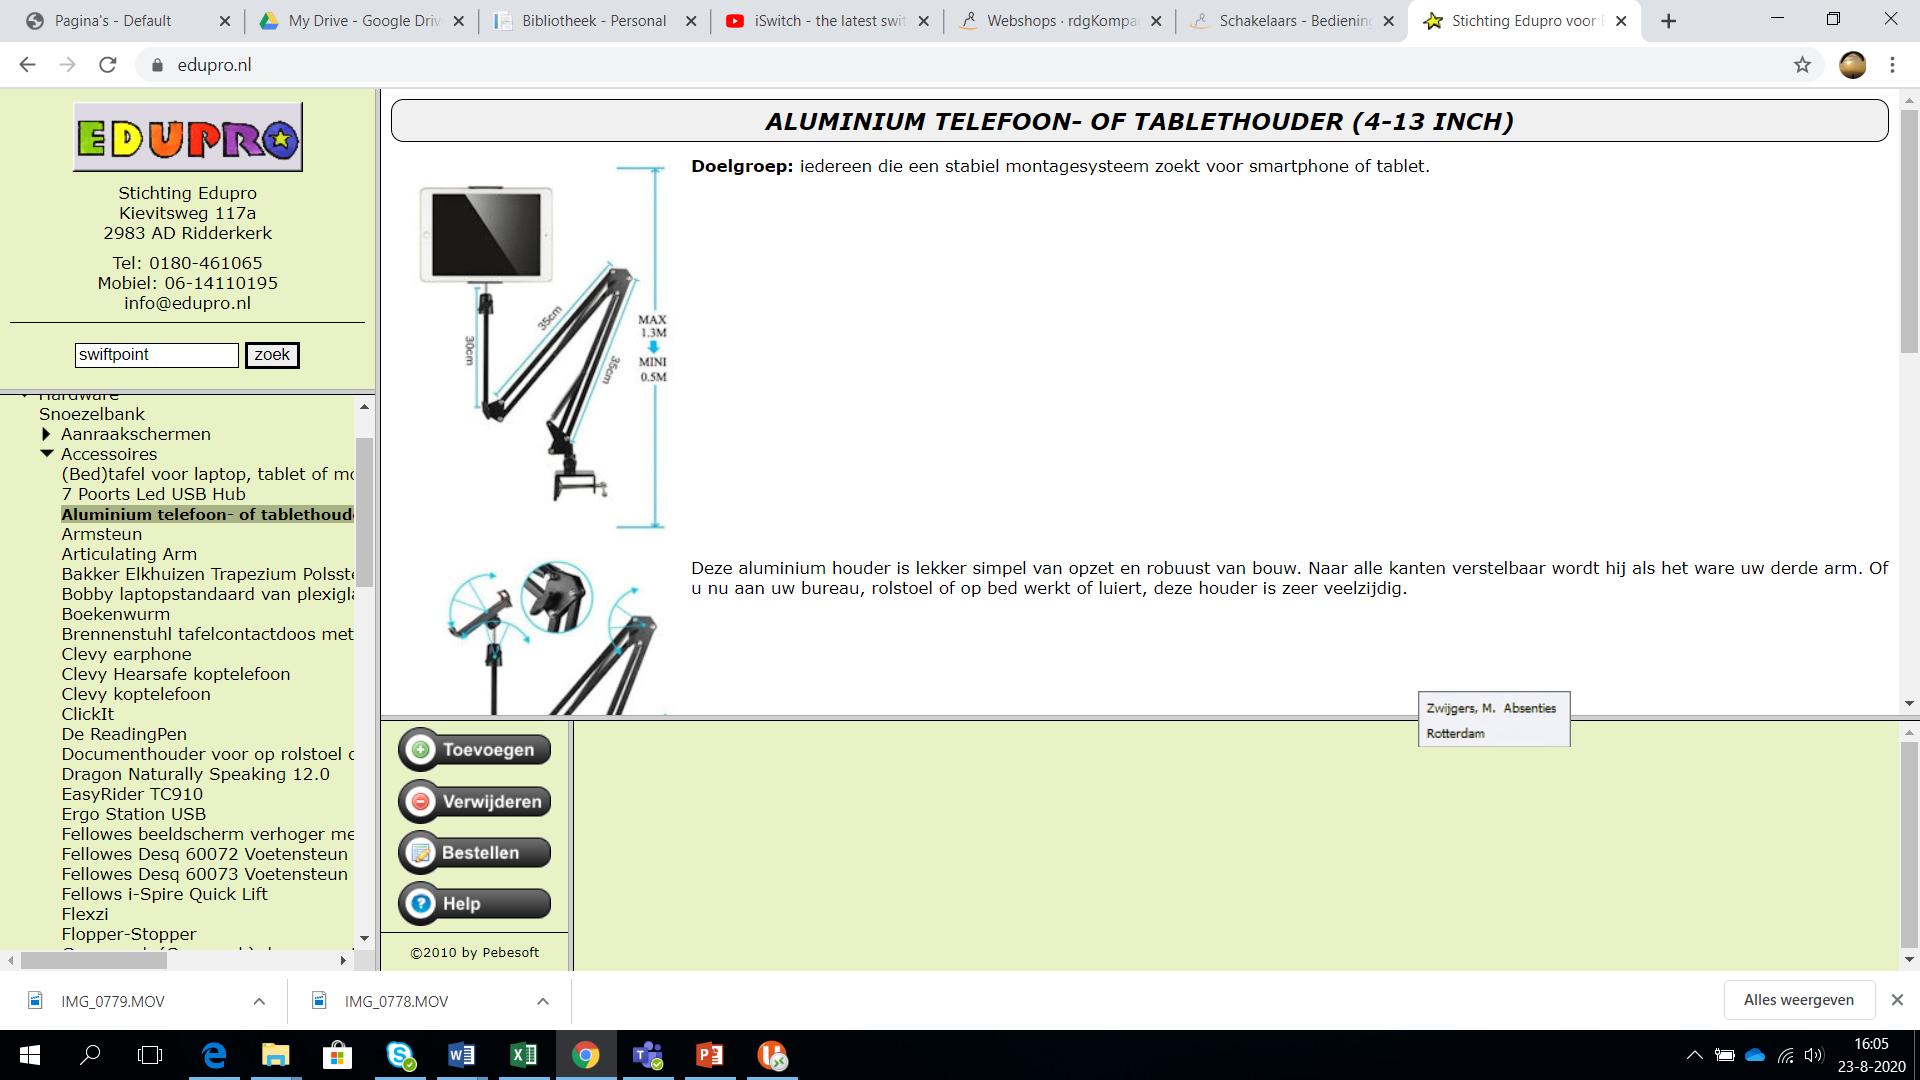 Pagina's - Default
My Drive - Google Driv
Bibliotheek - Personal
iSwitch - the latest swit
Webshops · rdgKompa
Schakelaars - Bediening
Stichting Edupro voor E
edupro.nl
EDUPRO
Stichting Edupro
Kievitsweg 117a
2983 AD Ridderkerk
Tel: 0180-461065
Mobiel: 06-14110195
info@edupro.nl
swiftpoint
zoek
Hardware
Snoezelbank
Aanraakschermen
Accessoires
(Bed)tafel voor laptop, tablet of mo
7 Poorts Led USB Hub
Aluminium telefoon- of tablethoude
Armsteun
Articulating Arm
Bakker Elkhuizen Trapezium Polsste
Bobby laptopstandaard van plexigla
Boekenwurm
Brennenstuhl tafelcontactdoos met
Clevy earphone
Clevy Hearsafe koptelefoon
Clevy koptelefoon
ClickIt
De ReadingPen
Documenthouder voor op rolstoel o
Dragon Naturally Speaking 12.0
EasyRider TC910
Ergo Station USB
Fellowes beeldscherm verhoger me
Fellowes Desq 60072 Voetensteun
Fellowes Desq 60073 Voetensteun
Fellows i-Spire Quick Lift
Flexzi
Flopper-Stopper
ALUMINIUM TELEFOON- OF TABLETHOUDER (4-13 INCH)
Doelgroep: iedereen die een stabiel montagesysteem zoekt voor smartphone of tablet.
35cm
30cm
35cm
MAX
1.3M
MINI
0.5M
Deze aluminium houder is lekker simpel van opzet en robuust van bouw. Naar alle kanten verstelbaar wordt hij als het ware uw derde arm. Of
u nu aan uw bureau, rolstoel of op bed werkt of luiert, deze houder is zeer veelzijdig.
Zwijgers, M. Absenties
Rotterdam
Toevoegen
Verwijderen
Bestellen
Help
©2010 by Pebesoft
IMG_0779.MOV
IMG_0778.MOV
Alles weergeven
16:05
23-8-2020